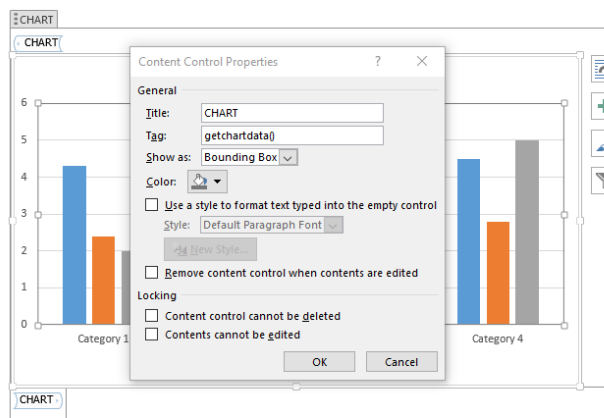 CHART
CHART
Content Control Properties ? ×
General
Title: CHART
Tag: getchartdata()
Show as: Bounding Box
Color:
Use a style to format text typed into the empty control
Style: Default Paragraph Font
New Style...
Remove content control when contents are edited
Locking
Content control cannot be deleted
Contents cannot be edited
OK Cancel
6
5
4
3
2
1
0
Category 1 Category 4
CHART